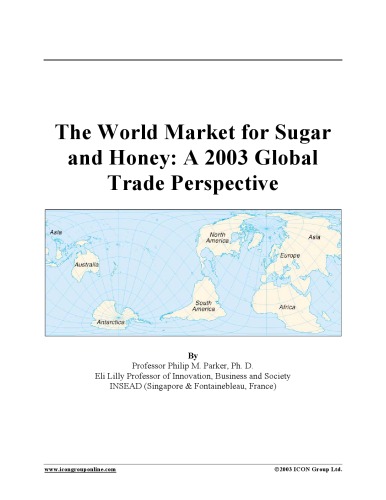 The World Market for Sugar
and Honey: A 2003 Global
Trade Perspective
Asia
Australia
Antarctica
North
America
South
America
Asia
Europe
Africa
By
Professor Philip M. Parker, Ph. D.
Eli Lilly Professor of Innovation, Business and Society
INSEAD (Singapore & Fontainebleau, France)
www.icongrouponline.com
©2003 ICON Group Ltd.